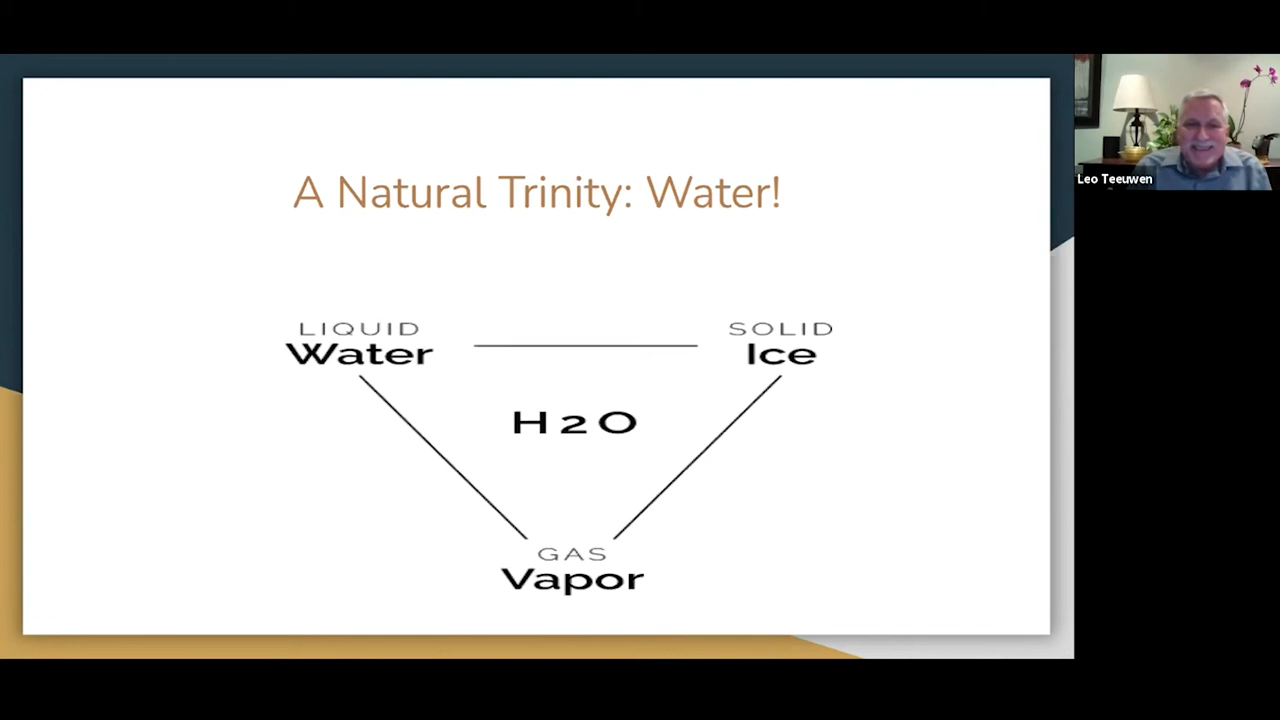 A Natural Trinity: Water!
LIQUID
Water
SOLID
Ice
H2O
GAS
Vapor
Leo Teeuwen